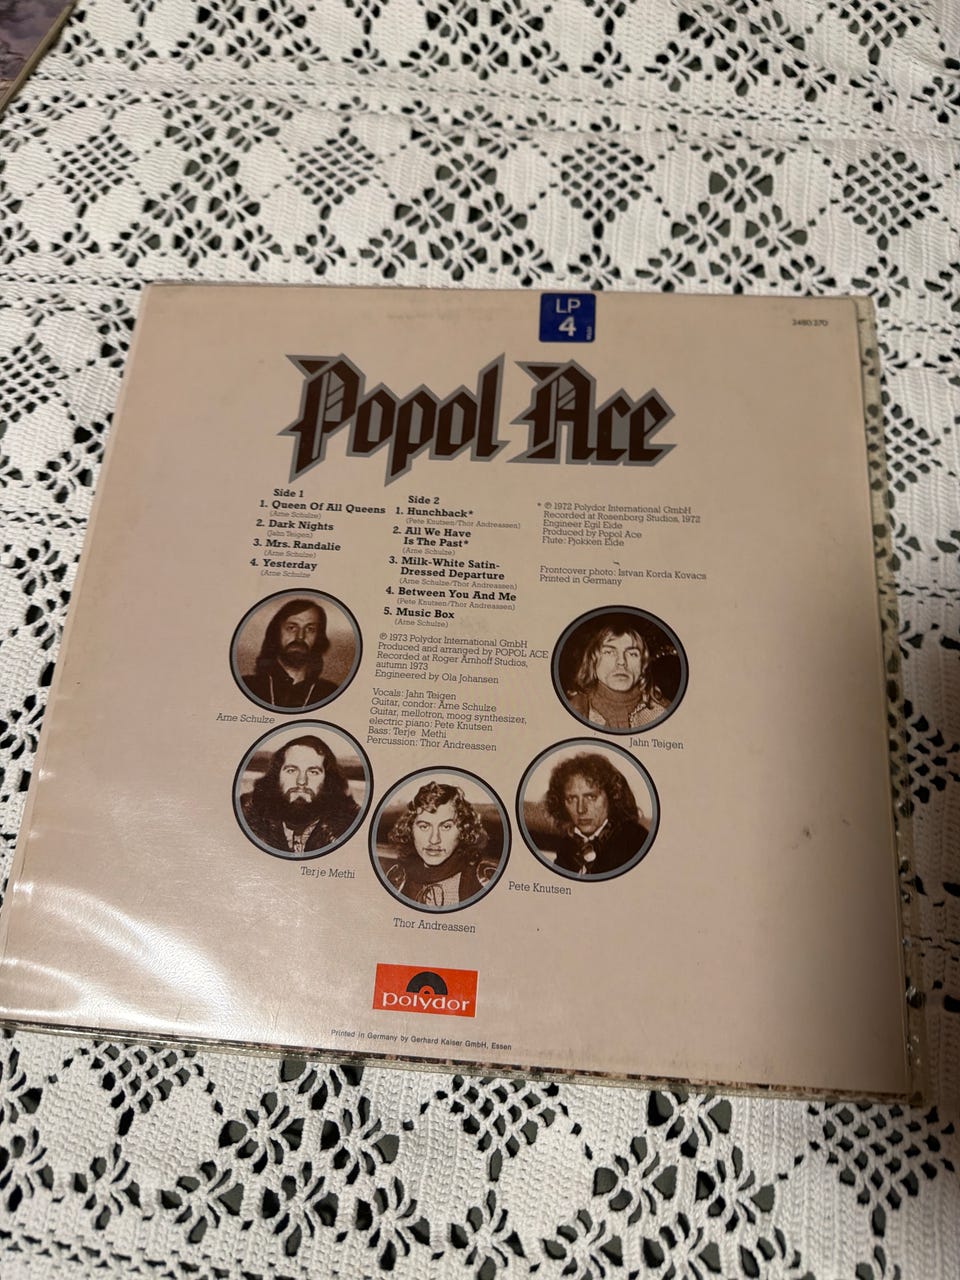 LP
4
2480 270
Popol Ace
Side 1
1. Queen Of All Queens
(Arne Schulze)
2. Dark Nights
(Jahn Teigen)
3. Mrs. Randalie
(Arne Schulze)
4. Yesterday
(Arne Schulze
Side 2
1. Hunchback*
(Pete Knutsen/Thor Andreassen)
2. All We Have
Is The Past*
(Arne Schulze)
3. Milk-White Satin-
Dressed Departure
(Arne Schulze/Thor Andreassen)
4. Between You And Me
(Pete Knutsen/Thor Andreassen)
5. Music Box
(Arne Schulze)
℗ 1973 Polydor International GmbH
Produced and arranged by POPOL ACE
Recorded at Roger Arnhoff Studios,
autumn 1973
Engineered by Ola Johansen
Vocals: Jahn Teigen
Guitar, condor: Arne Schulze
Guitar, mellotron, moog synthesizer,
electric piano: Pete Knutsen
Bass: Terje Methi
Percussion: Thor Andreassen
* ℗ 1972 Polydor International GmbH
Recorded at Rosenborg Studios, 1972
Engineer Egil Eide
Produced by Popol Ace
Flute: Pjokken Eide
Frontcover photo: Istvan Korda Kovacs
Printed in Germany
Arne Schulze
Jahn Teigen
Terje Methi
Pete Knutsen
Thor Andreassen
polydor
Printed in Germany by Gerhard Kaiser GmbH, Essen